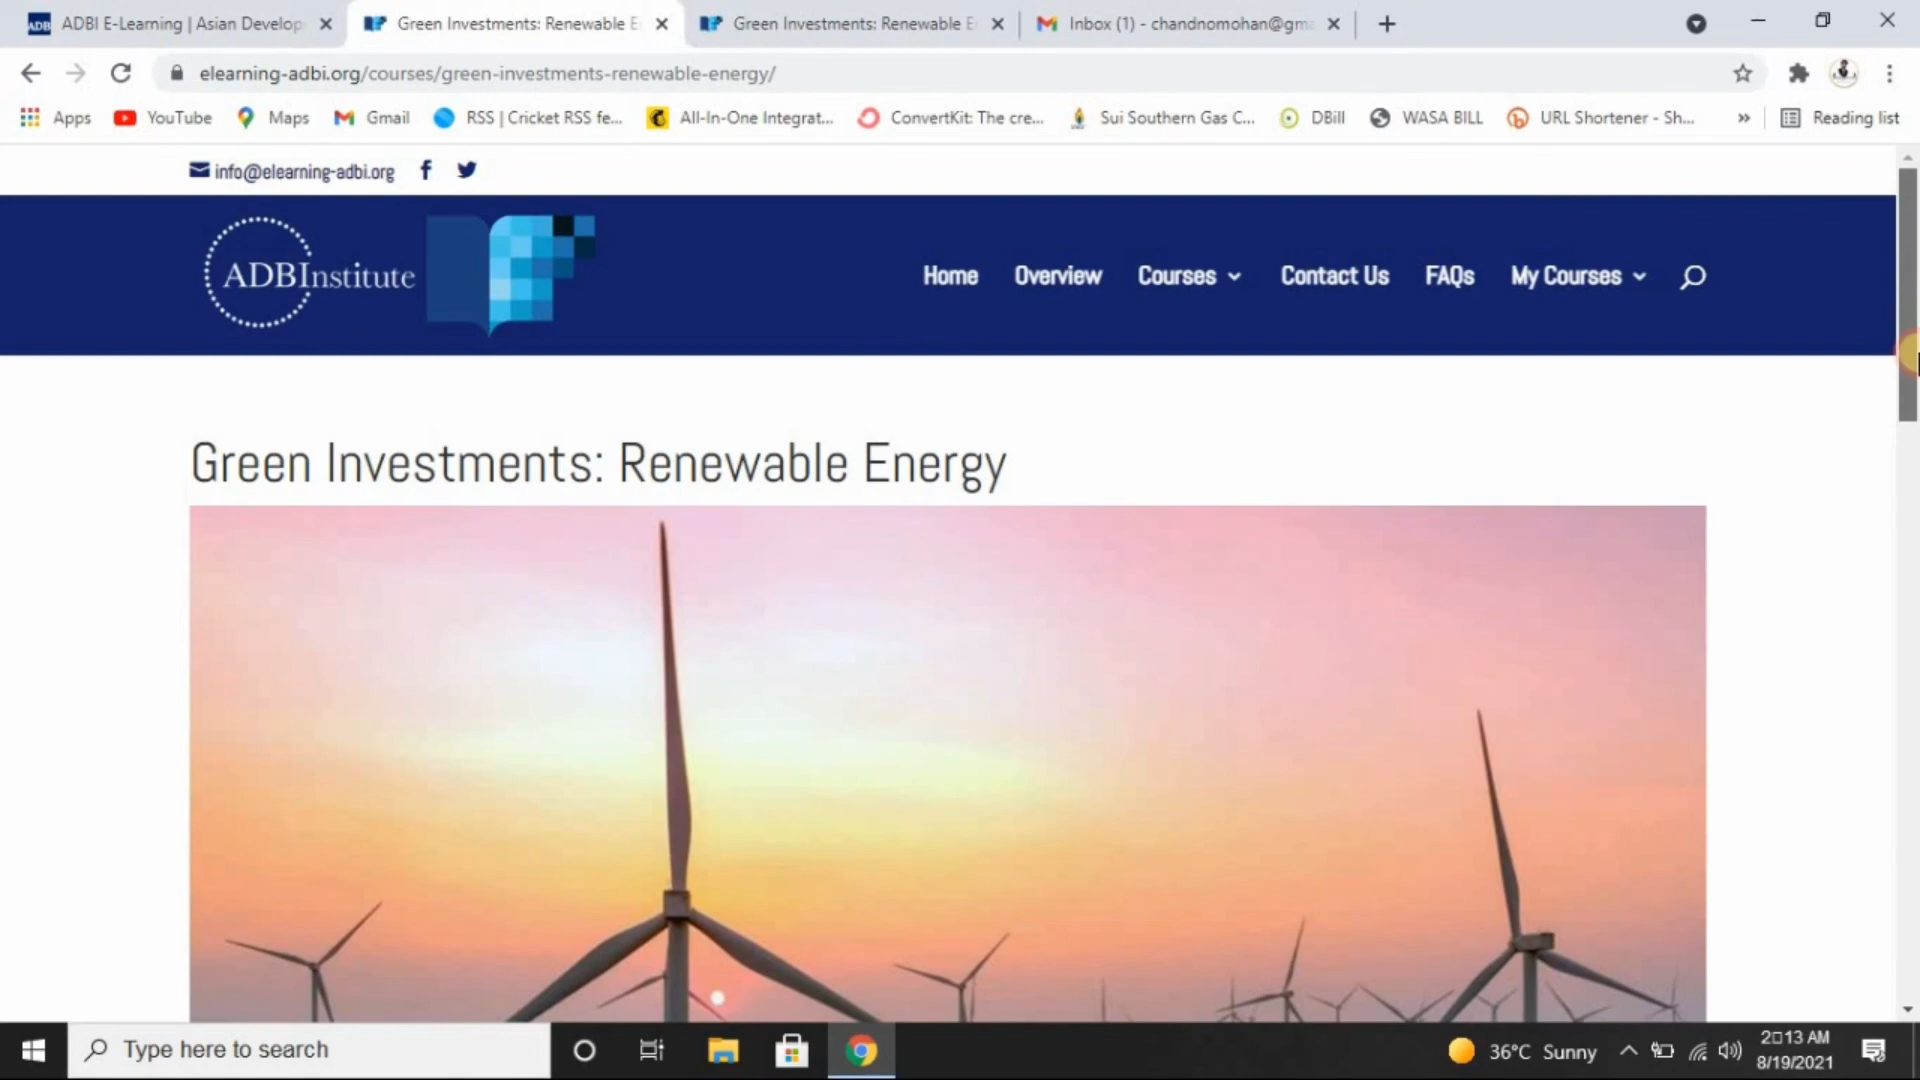 ADB ADBI E-Learning | Asian Develop
Green Investments: Renewable E
Green Investments: Renewable E
Inbox (1) - chandnomohan@gma
elearning-adbi.org/courses/green-investments-renewable-energy/
Apps
YouTube
Maps
Gmail
RSS | Cricket RSS fe...
All-In-One Integrat...
ConvertKit: The cre...
Sui Southern Gas C...
DBill
WASA BILL
URL Shortener - Sh...
»
Reading list
info@elearning-adbi.org
ADBInstitute
Home
Overview
Courses
Contact Us
FAQs
My Courses
Green Investments: Renewable Energy
Type here to search
36°C Sunny
2▯13 AM
8/19/2021